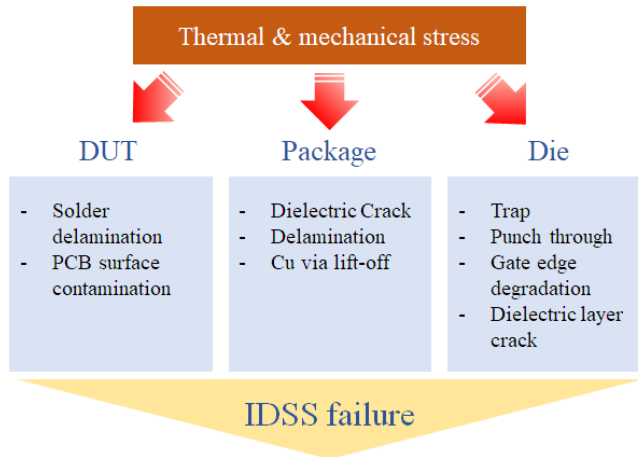 Thermal & mechanical stress
DUT
- Solder
delamination
- PCB surface
contamination
Package
- Dielectric Crack
- Delamination
- Cu via lift-off
Die
- Trap
- Punch through
- Gate edge
degradation
- Dielectric layer
crack
IDSS failure